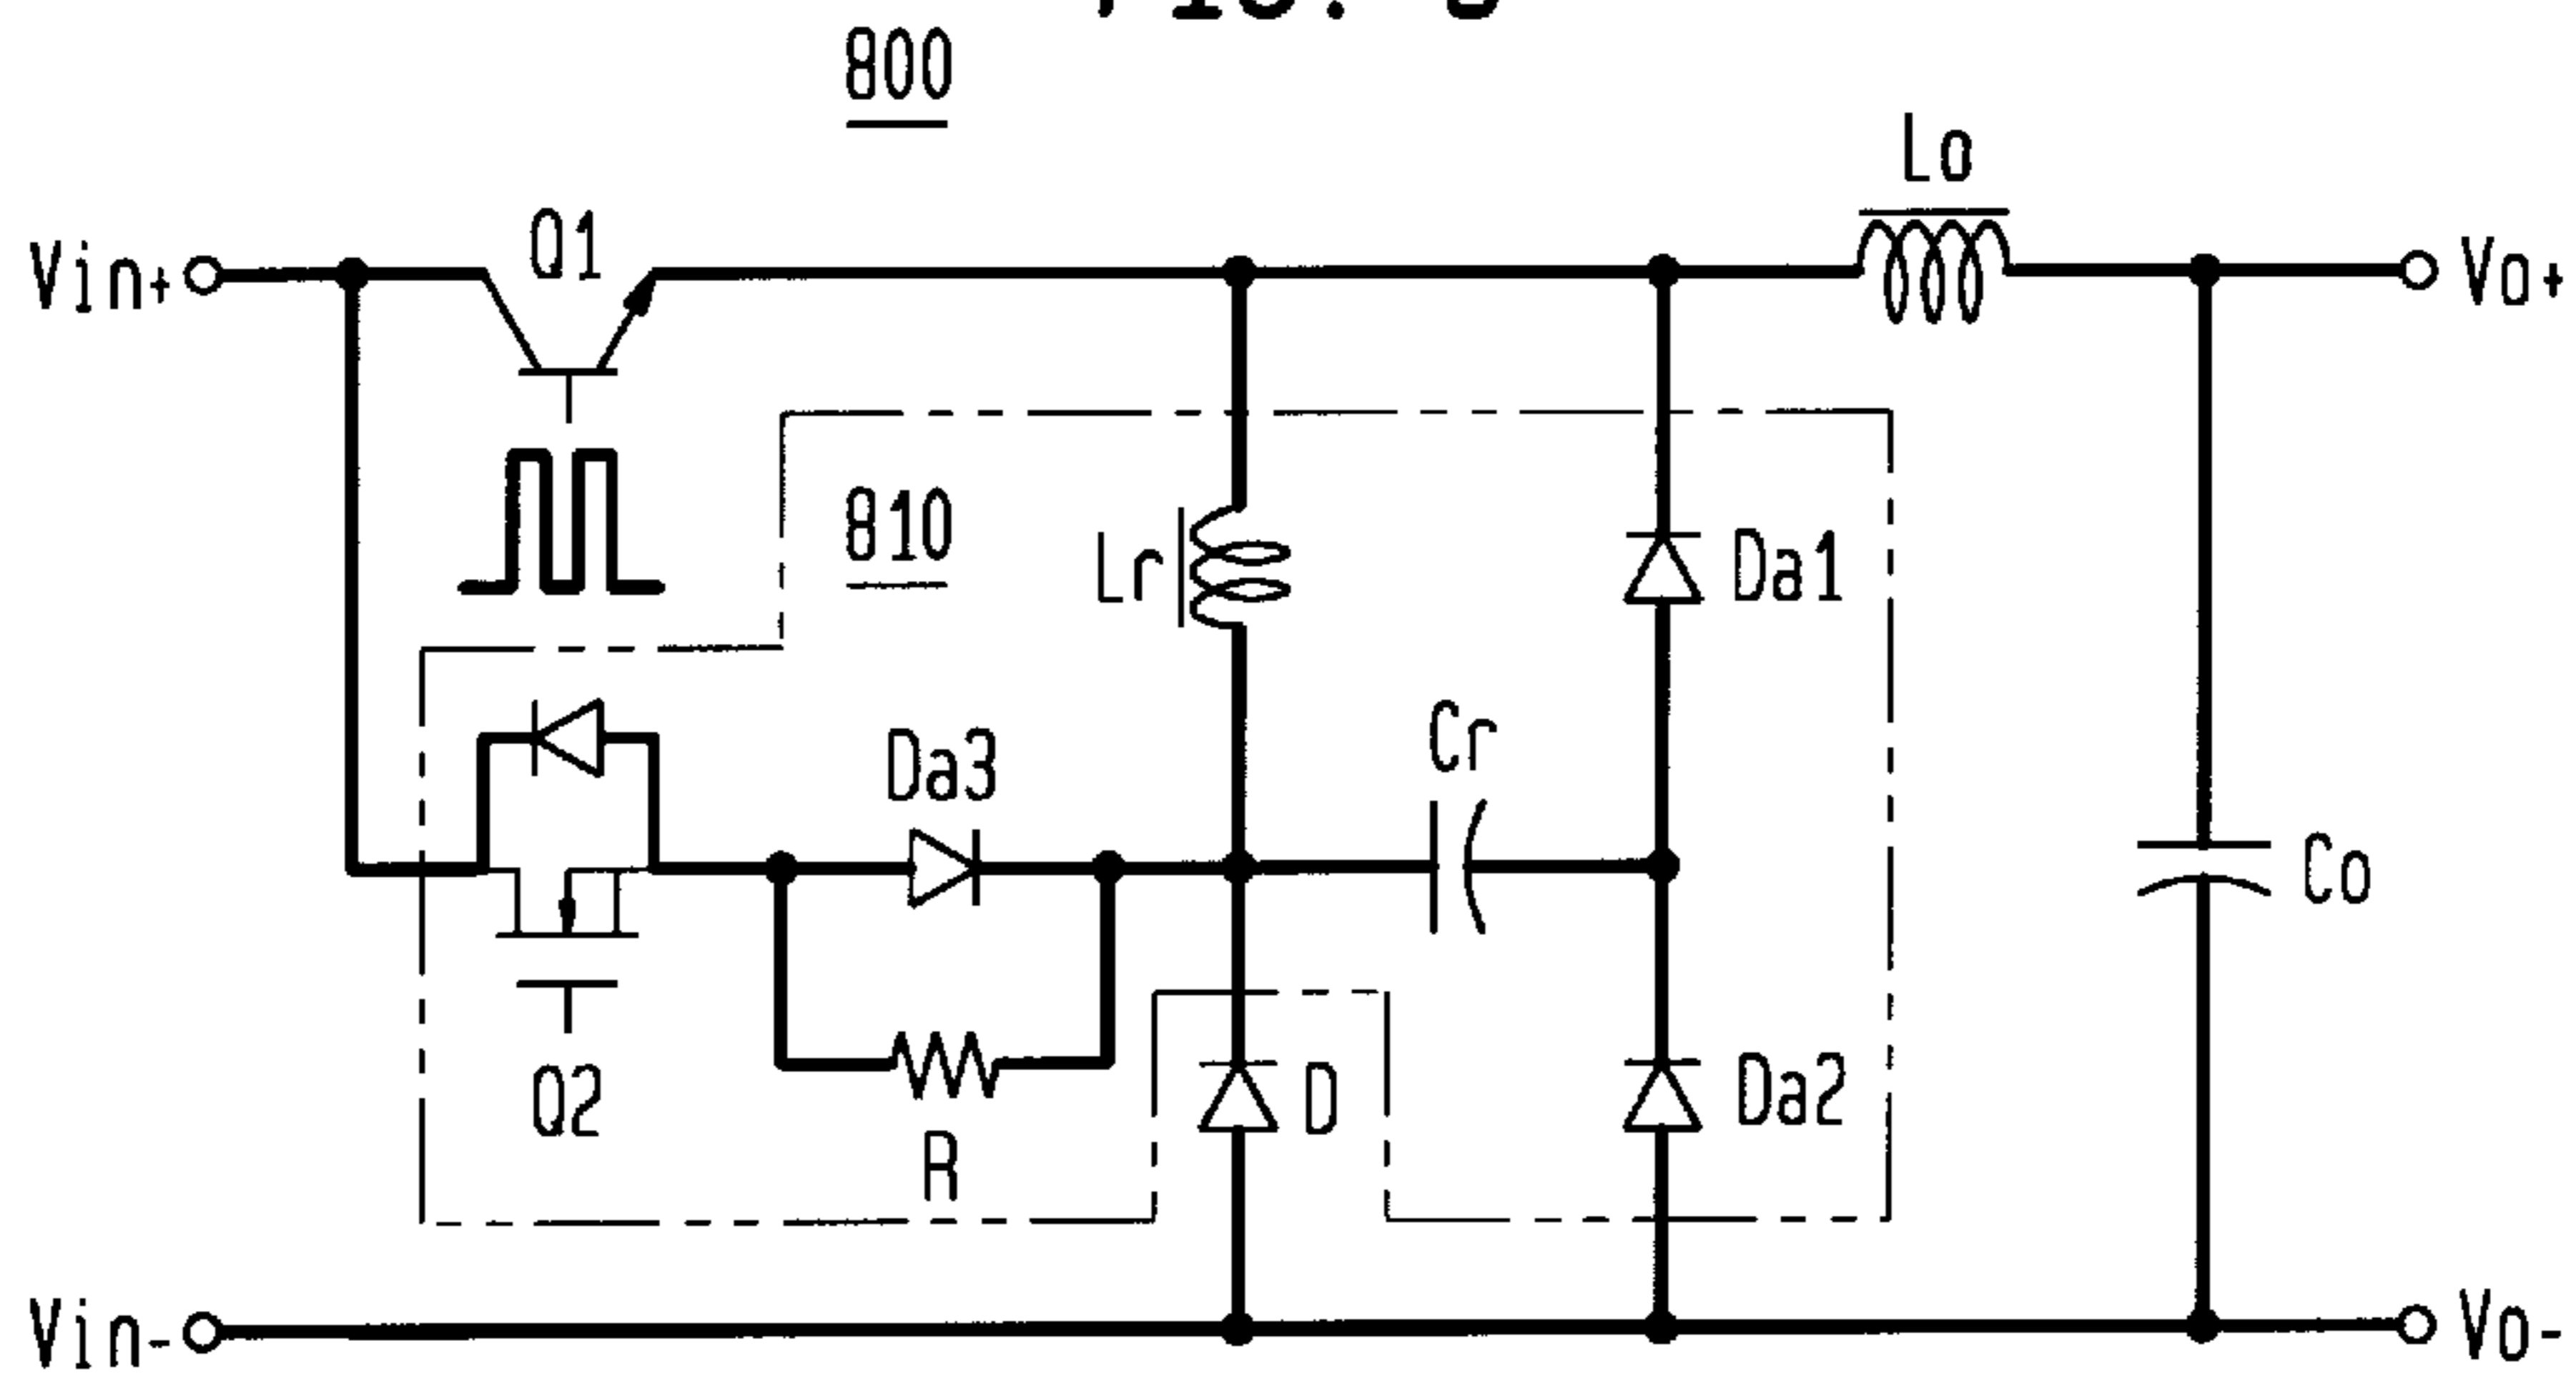 800
Lo
Q1
Vin+
Vo+
810
Lr
Da1
Cr
Da3
Co
Q2
D
Da2
R
Vin-
Vo-